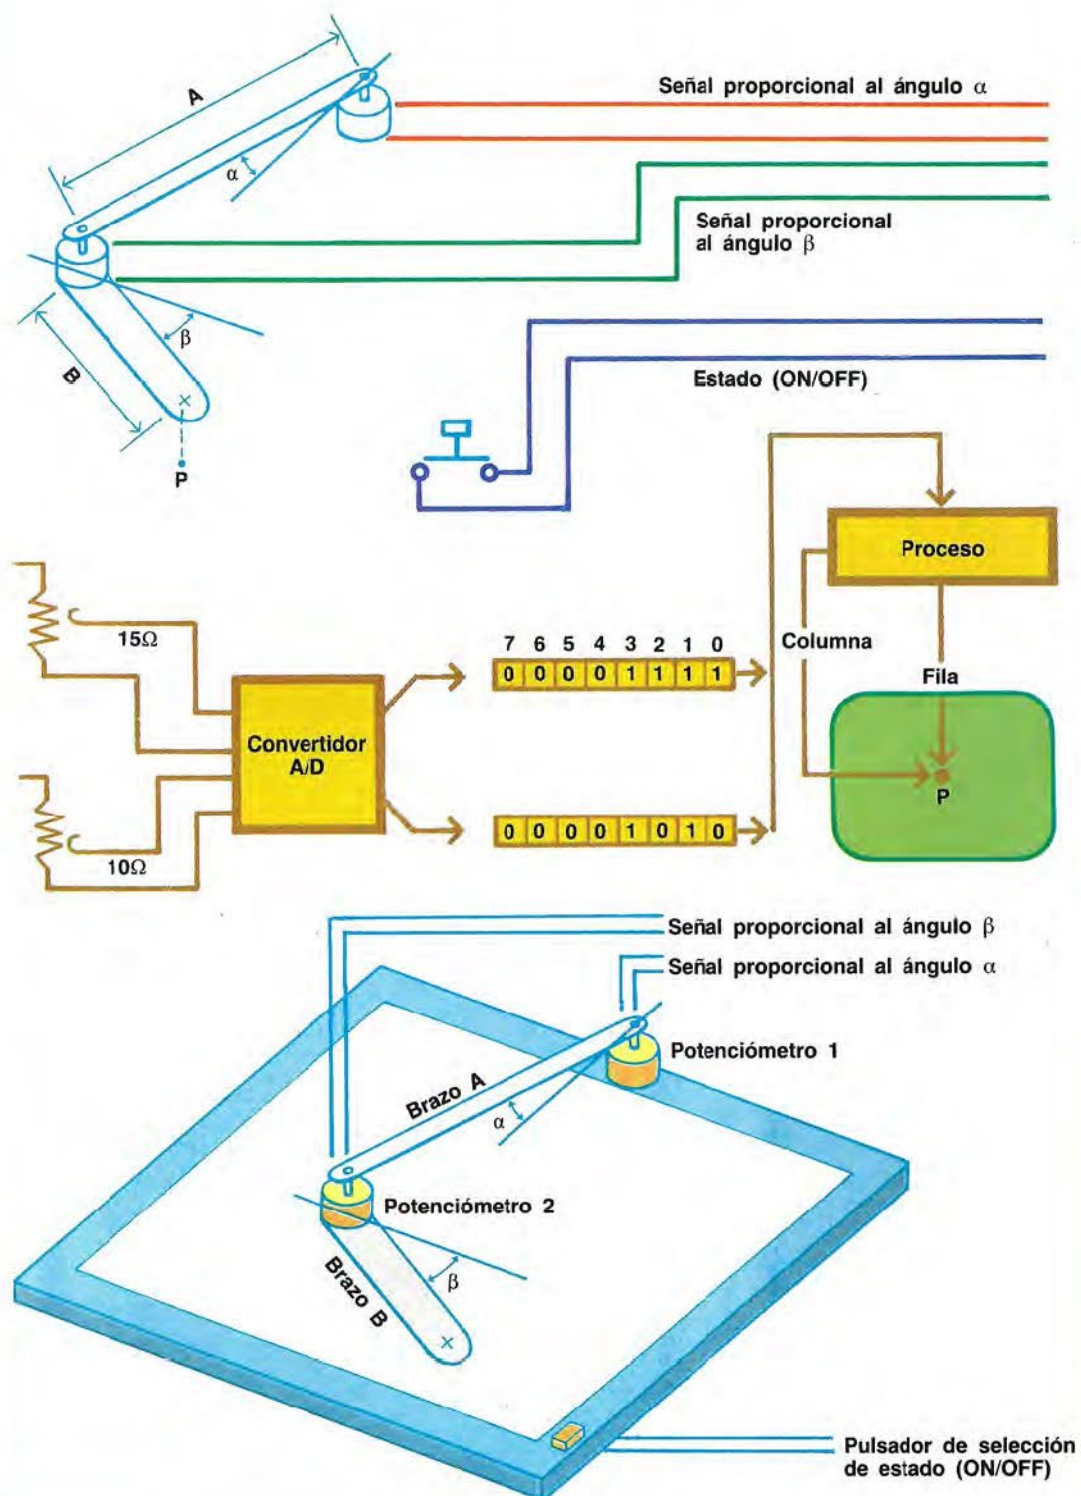 A
Señal proporcional al ángulo α
α
Señal proporcional
al ángulo β
β
B
Estado (ON/OFF)
P
Proceso
15Ω
7 6 5 4 3 2 1 0
0 0 0 0 1 1 1 1
Columna
Fila
Convertidor
A/D
P
0 0 0 0 1 0 1 0
10Ω
Señal proporcional al ángulo β
Señal proporcional al ángulo α
Potenciómetro 1
Brazo A
α
Potenciómetro 2
β
Brazo B
Pulsador de selección
de estado (ON/OFF)